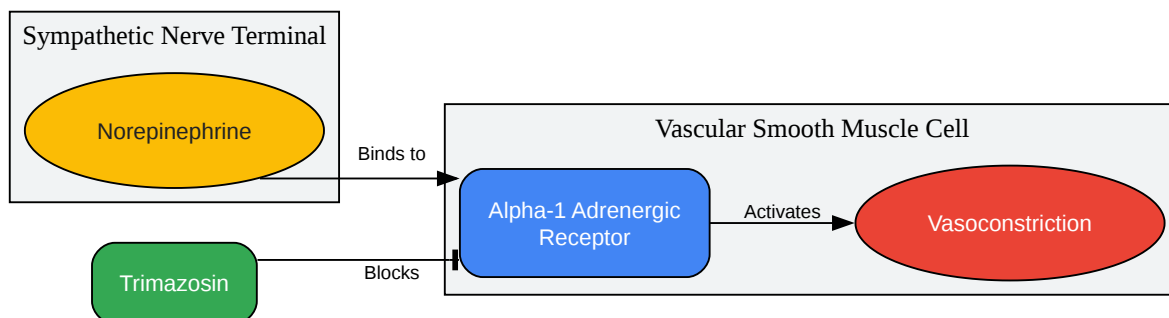 Sympathetic Nerve Terminal
Norepinephrine
Binds to
Vascular Smooth Muscle Cell
Alpha-1 Adrenergic
Receptor
Activates
Vasoconstriction
Trimazosin
Blocks